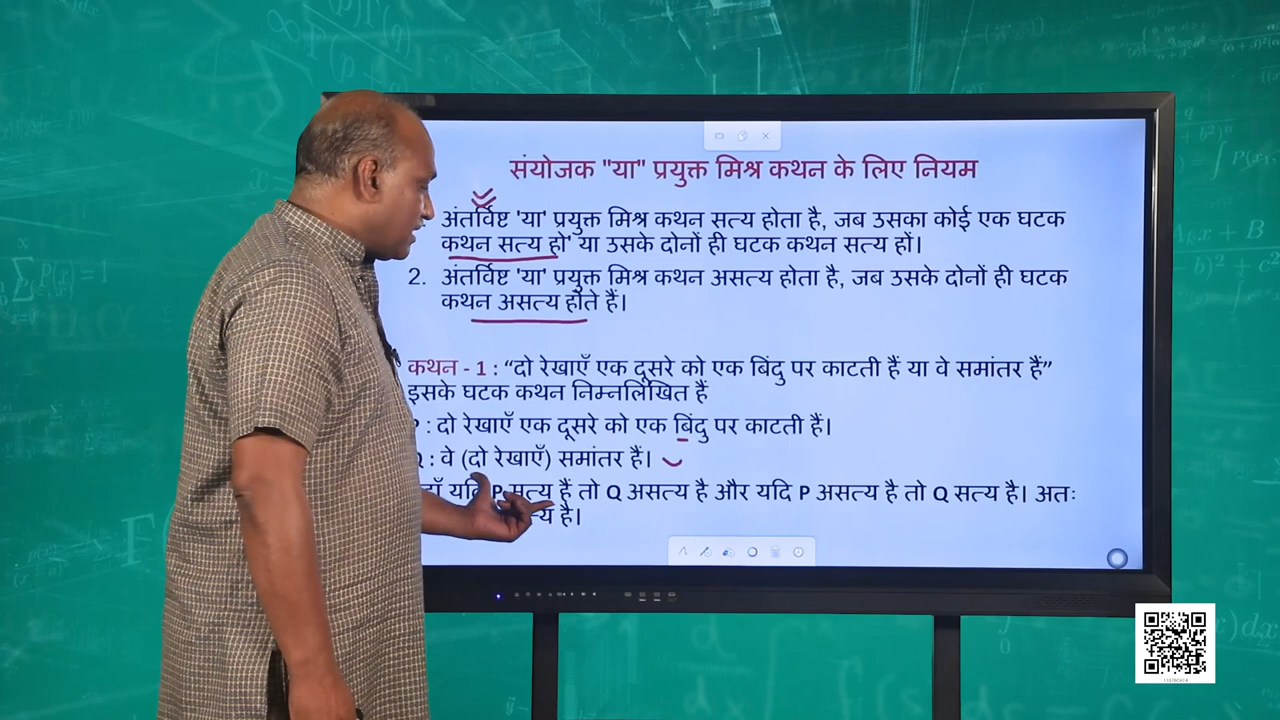 संयोजक "या" प्रयुक्त मिश्र कथन के लिए नियम
अंतर्विष्ट 'या' प्रयुक्त मिश्र कथन सत्य होता है, जब उसका कोई एक घटक
कथन सत्य हो' या उसके दोनों ही घटक कथन सत्य हों।
2. अंतर्विष्ट 'या' प्रयुक्त मिश्र कथन असत्य होता है, जब उसके दोनों ही घटक
कथन असत्य होते हैं।
कथन - 1 : “दो रेखाएँ एक दूसरे को एक बिंदु पर काटती हैं या वे समांतर हैं”
इसके घटक कथन निम्नलिखित हैं
: दो रेखाएँ एक दूसरे को एक बिंदु पर काटती हैं।
: वे (दो रेखाएँ) समांतर हैं।
यदि P सत्य हैं तो Q असत्य है और यदि P असत्य है तो Q सत्य है। अतः
है।